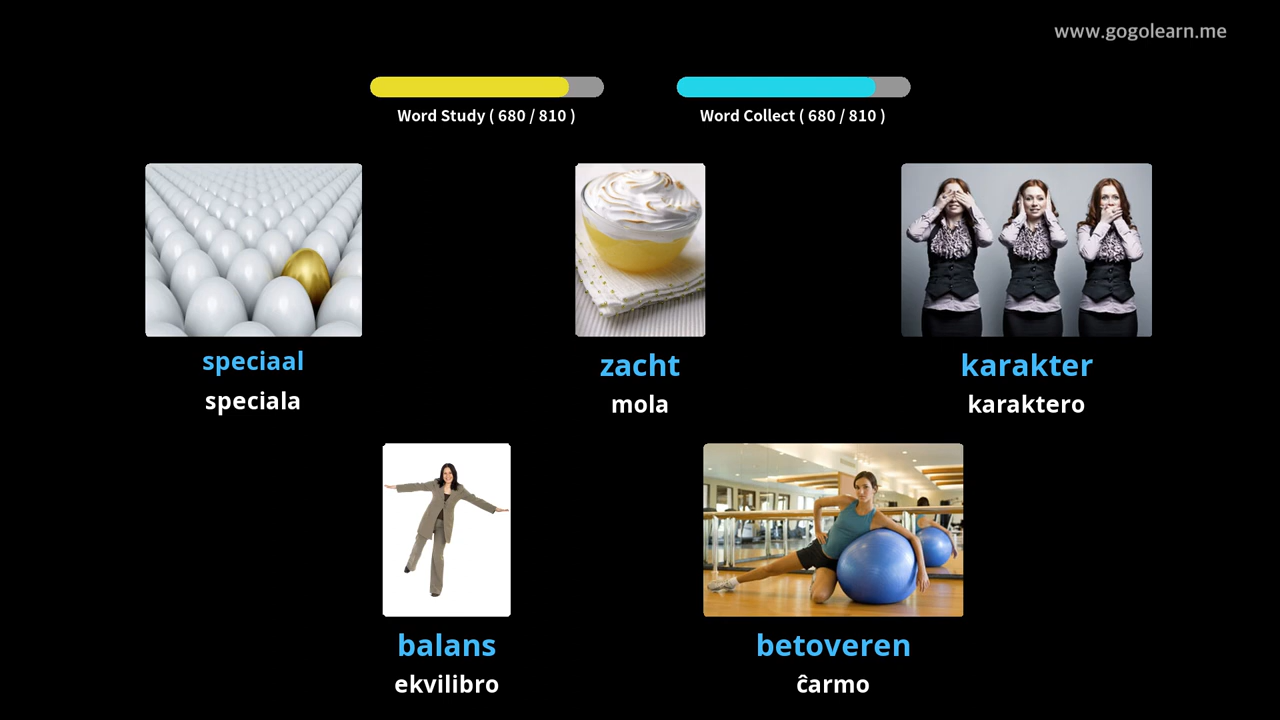 www.gogolearn.me
Word Study ( 680 / 810 )
Word Collect ( 680 / 810 )
speciaal
speciala
zacht
mola
karakter
karaktero
balans
ekvilibro
betoveren
ĉarmo